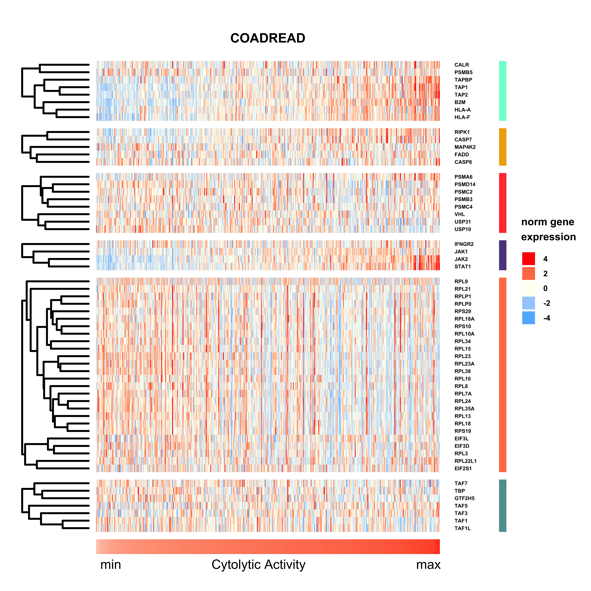 COADREAD
CALR
PSMB5
TAPBP
TAP1
TAP2
B2M
HLA-A
HLA-F
RIPK1
CASP7
MAP4K2
FADD
CASP8
PSMA6
PSMD14
PSMC2
PSMB3
PSMC4
VHL
USP31
USP10
IFNGR2
JAK1
JAK2
STAT1
RPL9
RPL21
RPLP1
RPLP0
RPS29
RPL18A
RPS10
RPL10A
RPL34
RPL15
RPL23
RPL23A
RPL38
RPL10
RPL8
RPL7A
RPL24
RPL35A
RPL13
RPL18
RPS19
EIF3L
EIF3D
RPL3
RPL22L1
EIF2S1
TAF7
TBP
GTF2H5
TAF5
TAF3
TAF1
TAF1L
norm gene
expression
4
2
0
-2
-4
min Cytolytic Activity max